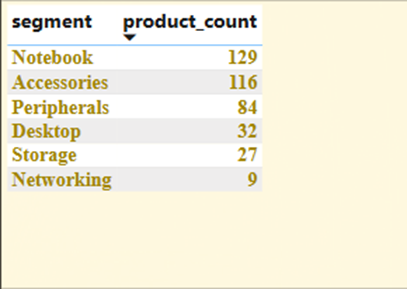 segment product_count
Notebook 129
Accessories 116
Peripherals 84
Desktop 32
Storage 27
Networking 9